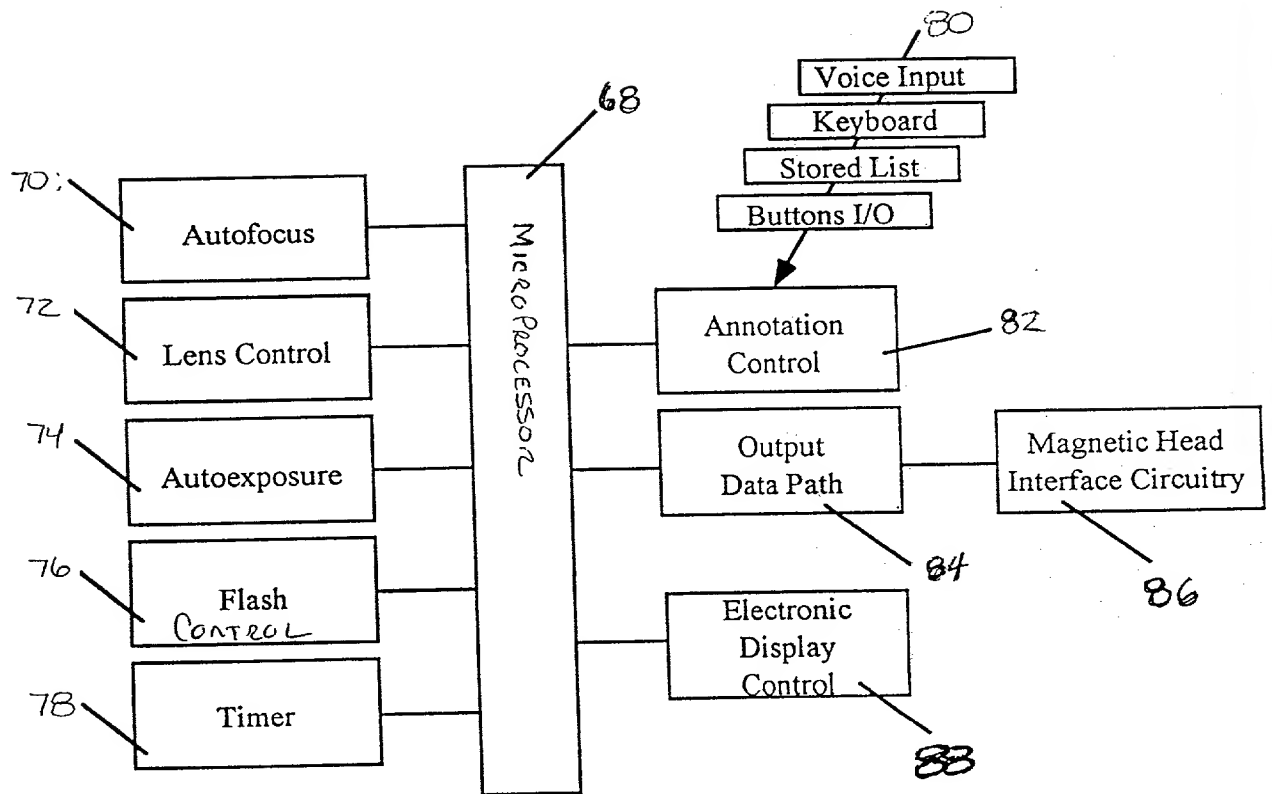 80
Voice Input
Keyboard
Stored List
Buttons I/O
68
MICROPROCESSOR
70:
Autofocus
72
Lens Control
74
Autoexposure
76
Flash
CONTROL
78
Timer
Annotation
Control
82
Output
Data Path
84
Magnetic Head
Interface Circuitry
86
Electronic
Display
Control
88